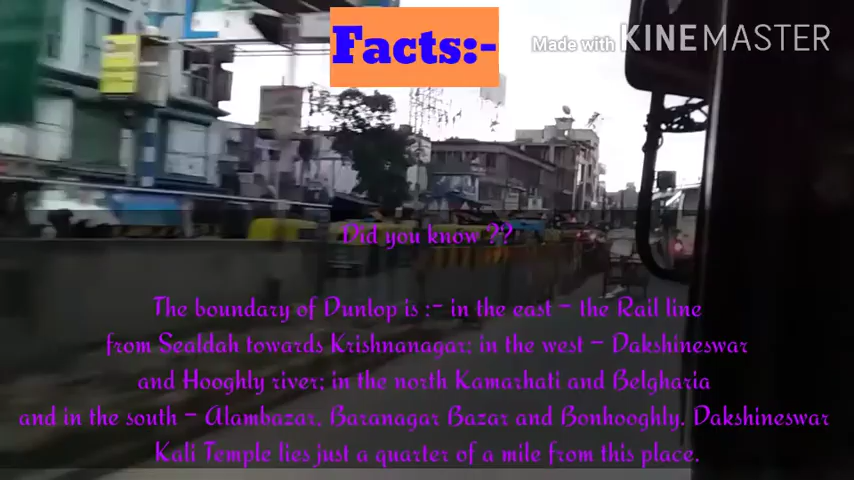 Facts:-
Made with KINEMASTER
Did you know ??
The boundary of Dunlop is :- in the east – the Rail line
from Sealdah towards Krishnanagar; in the west – Dakshineswar
and Hooghly river; in the north Kamarhati and Belgharia
and in the south – Alambazar, Baranagar Bazar and Bonhooghly. Dakshineswar
Kali Temple lies just a quarter of a mile from this place.